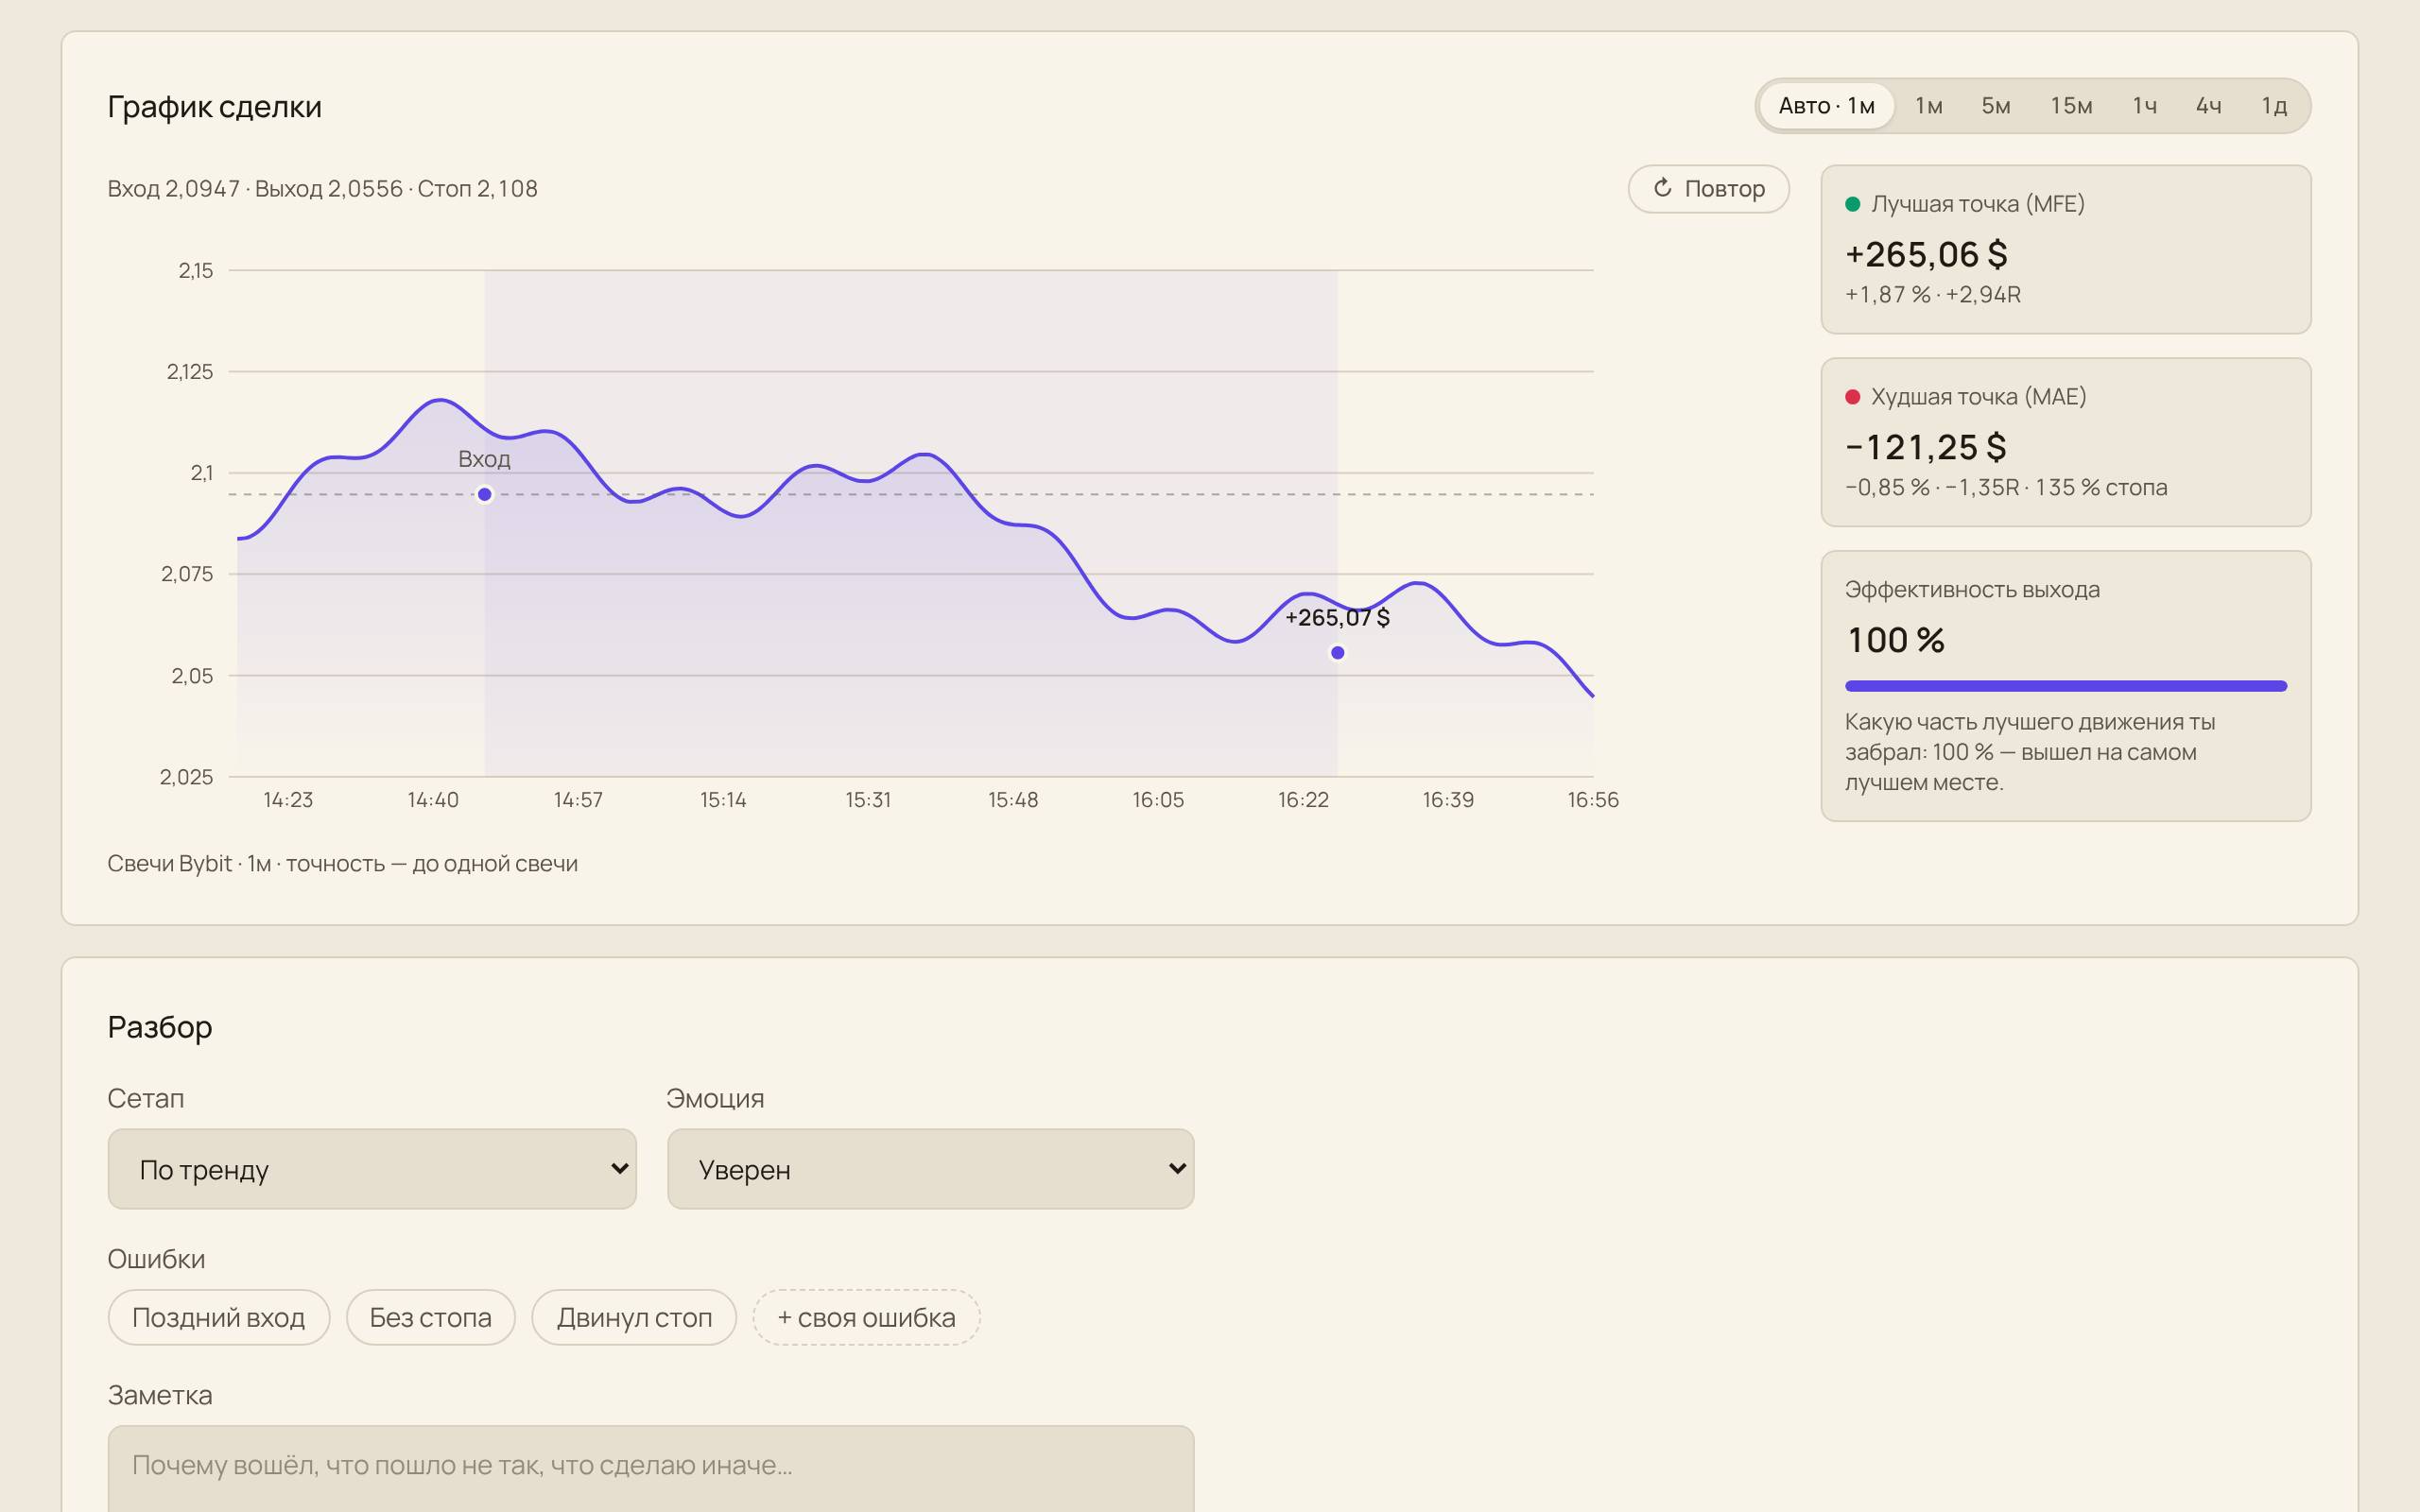 График сделки
Авто · 1м
1м
5м
15м
1ч
4ч
1д
Вход 2,0947 · Выход 2,0556 · Стоп 2,108
Повтор
2,15
2,125
2,1
2,075
2,05
2,025
Вход
+265,07 $
14:23
14:40
14:57
15:14
15:31
15:48
16:05
16:22
16:39
16:56
Свечи Bybit · 1м · точность — до одной свечи
Лучшая точка (MFE)
+265,06 $
+1,87 % · +2,94R
Худшая точка (MAE)
−121,25 $
−0,85 % · −1,35R · 135 % стопа
Эффективность выхода
100 %
Какую часть лучшего движения ты
забрал: 100 % — вышел на самом
лучшем месте.
Разбор
Сетап
Эмоция
По тренду
Уверен
Ошибки
Поздний вход
Без стопа
Двинул стоп
+ своя ошибка
Заметка
Почему вошёл, что пошло не так, что сделаю иначе…